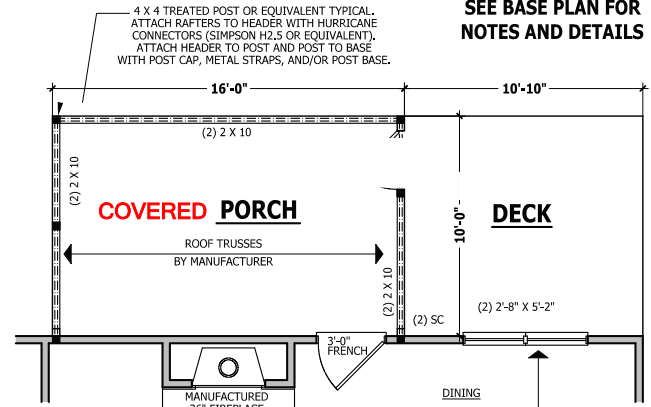 4 X 4 TREATED POST OR EQUIVALENT TYPICAL.
ATTACH RAFTERS TO HEADER WITH HURRICANE
CONNECTORS (SIMPSON H2.5 OR EQUIVALENT).
ATTACH HEADER TO POST AND POST TO BASE
WITH POST CAP, METAL STRAPS, AND/OR POST BASE.
SEE BASE PLAN FOR
NOTES AND DETAILS
16'-0"
10'-10"
(2) 2 X 10
(2) 2 X 10
COVERED PORCH
DECK
10'-0"
ROOF TRUSSES
BY MANUFACTURER
(2) 2 X 10
(2) 2'-8" X 5'-2"
(2) SC
3'-0"
FRENCH
MANUFACTURED
36" FIREPLACE
DINING